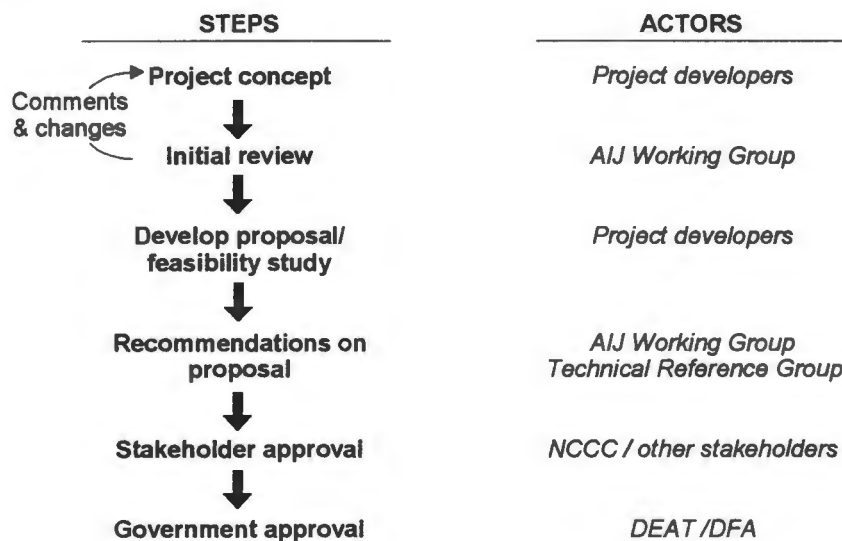 STEPS
ACTORS
Project concept
Project developers
Comments
& changes
Initial review
AIJ Working Group
Develop proposal/
feasibility study
Project developers
Recommendations on
proposal
AIJ Working Group
Technical Reference Group
Stakeholder approval
NCCC / other stakeholders
Government approval
DEAT /DFA